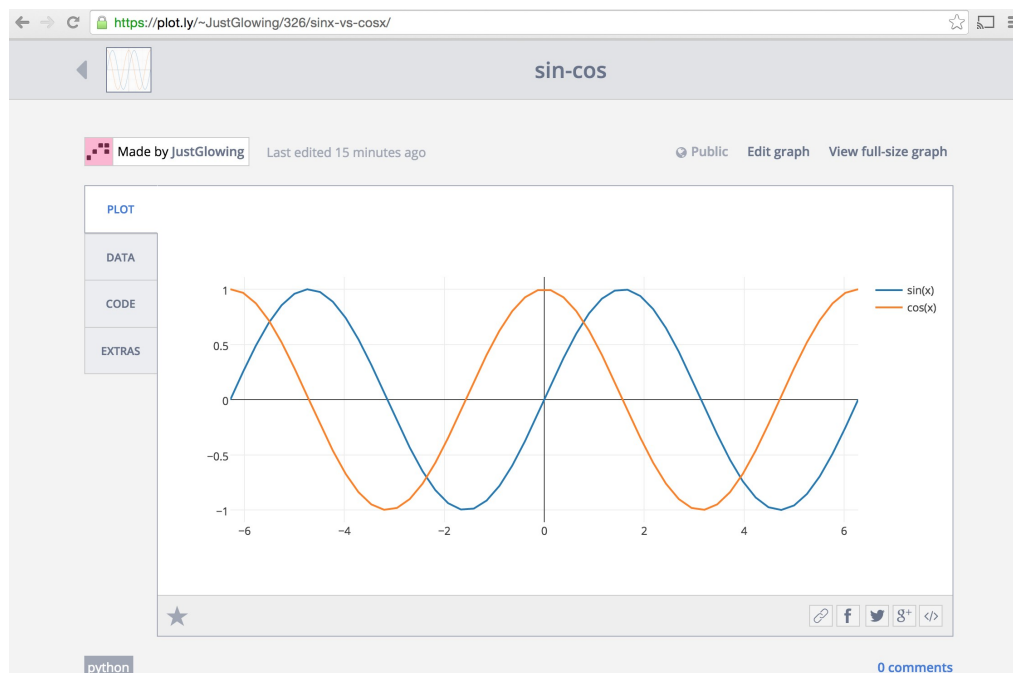 https://plot.ly/~JustGlowing/326/sinx-vs-cosx/
sin-cos
Made by JustGlowing
Last edited 15 minutes ago
Public
Edit graph
View full-size graph
PLOT
DATA
CODE
EXTRAS
1
0.5
0
−0.5
−1
−6
−4
−2
0
2
4
6
sin(x)
cos(x)
f
g+
</>
python
0 comments